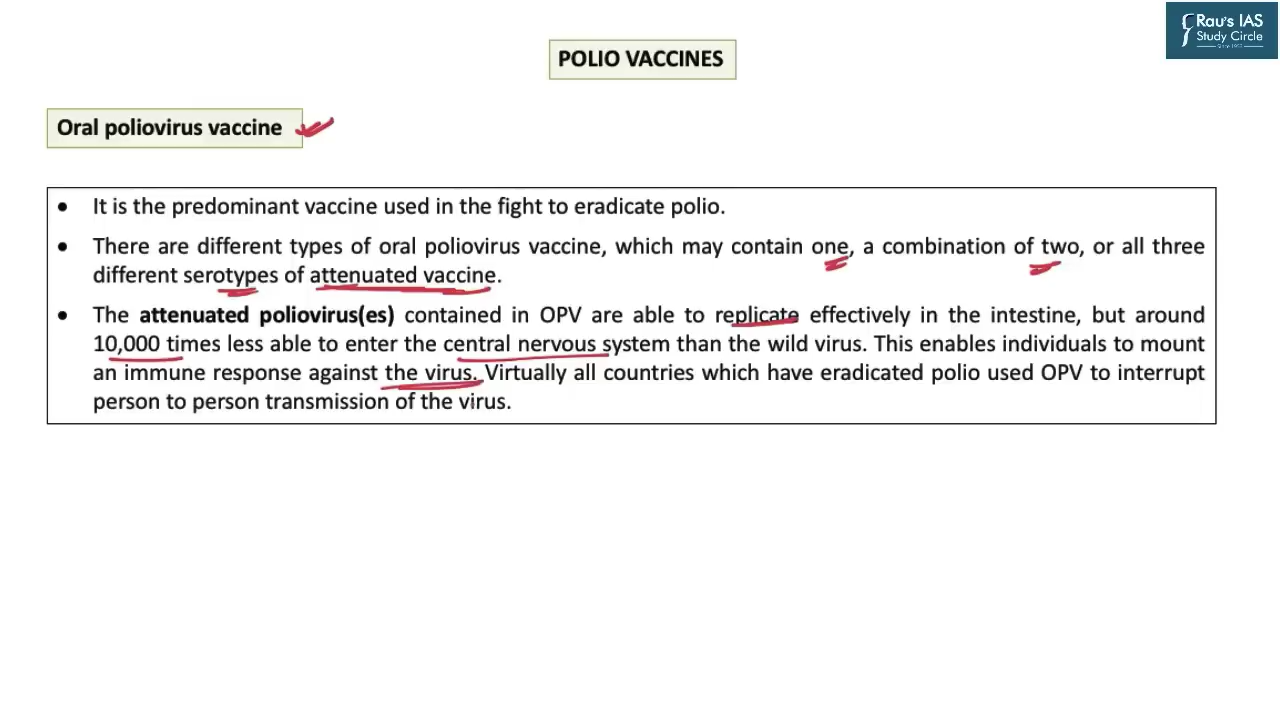 Rau's IAS
Study Circle
Since 1953
POLIO VACCINES
Oral poliovirus vaccine
• It is the predominant vaccine used in the fight to eradicate polio.
• There are different types of oral poliovirus vaccine, which may contain one, a combination of two, or all three
different serotypes of attenuated vaccine.
• The attenuated poliovirus(es) contained in OPV are able to replicate effectively in the intestine, but around
10,000 times less able to enter the central nervous system than the wild virus. This enables individuals to mount
an immune response against the virus. Virtually all countries which have eradicated polio used OPV to interrupt
person to person transmission of the virus.